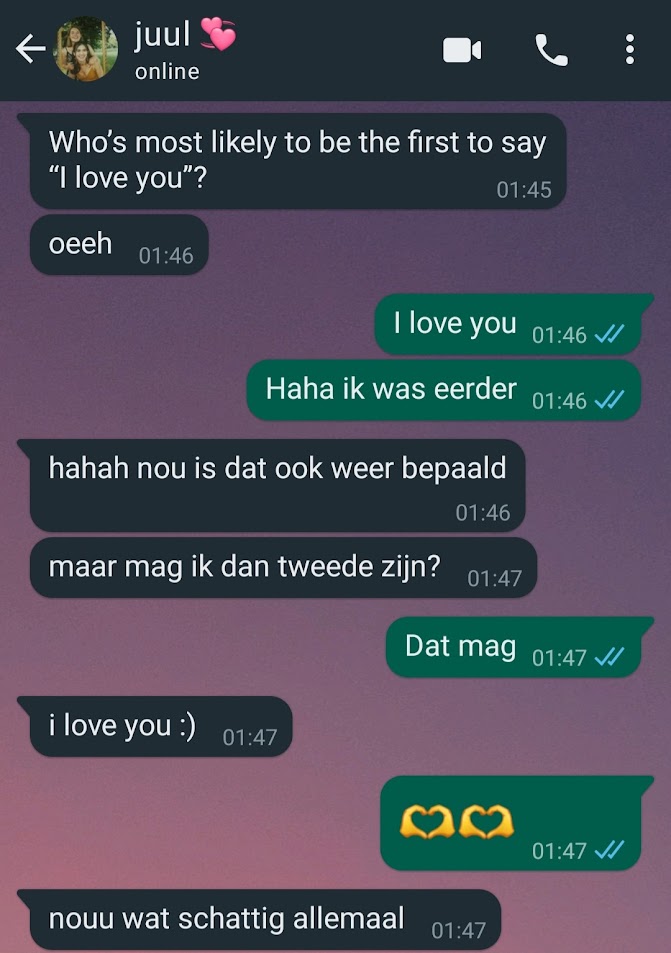 juul 💞
online
Who's most likely to be the first to say
“I love you”?
01:45
oeeh 01:46
I love you 01:46
Haha ik was eerder 01:46
hahah nou is dat ook weer bepaald
01:46
maar mag ik dan tweede zijn? 01:47
Dat mag 01:47
i love you :) 01:47
🫶🫶 01:47
nouu wat schattig allemaal 01:47